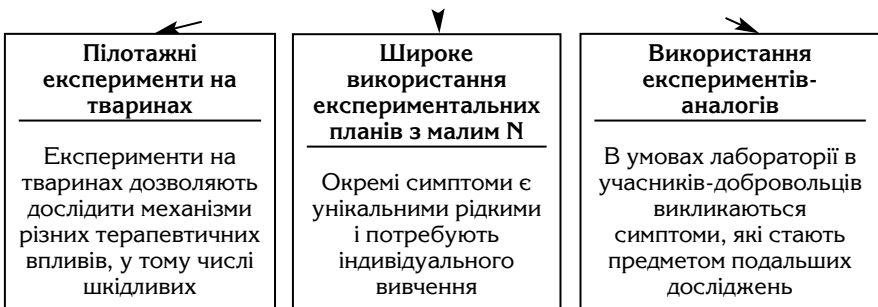 Пілотажні
експерименти на
тваринах
Експерименти на
тваринах дозволяють
дослідити механізми
різних терапевтичних
впливів, у тому числі
шкідливих
Широке
використання
експериментальних
планів з малим N
Окремі симптоми є
унікальними рідкими
і потребують
індивідуального
вивчення
Використання
експериментів-
аналогів
В умовах лабораторії в
учасників-добровольців
викликаються
симптоми, які стають
предметом подальших
досліджень